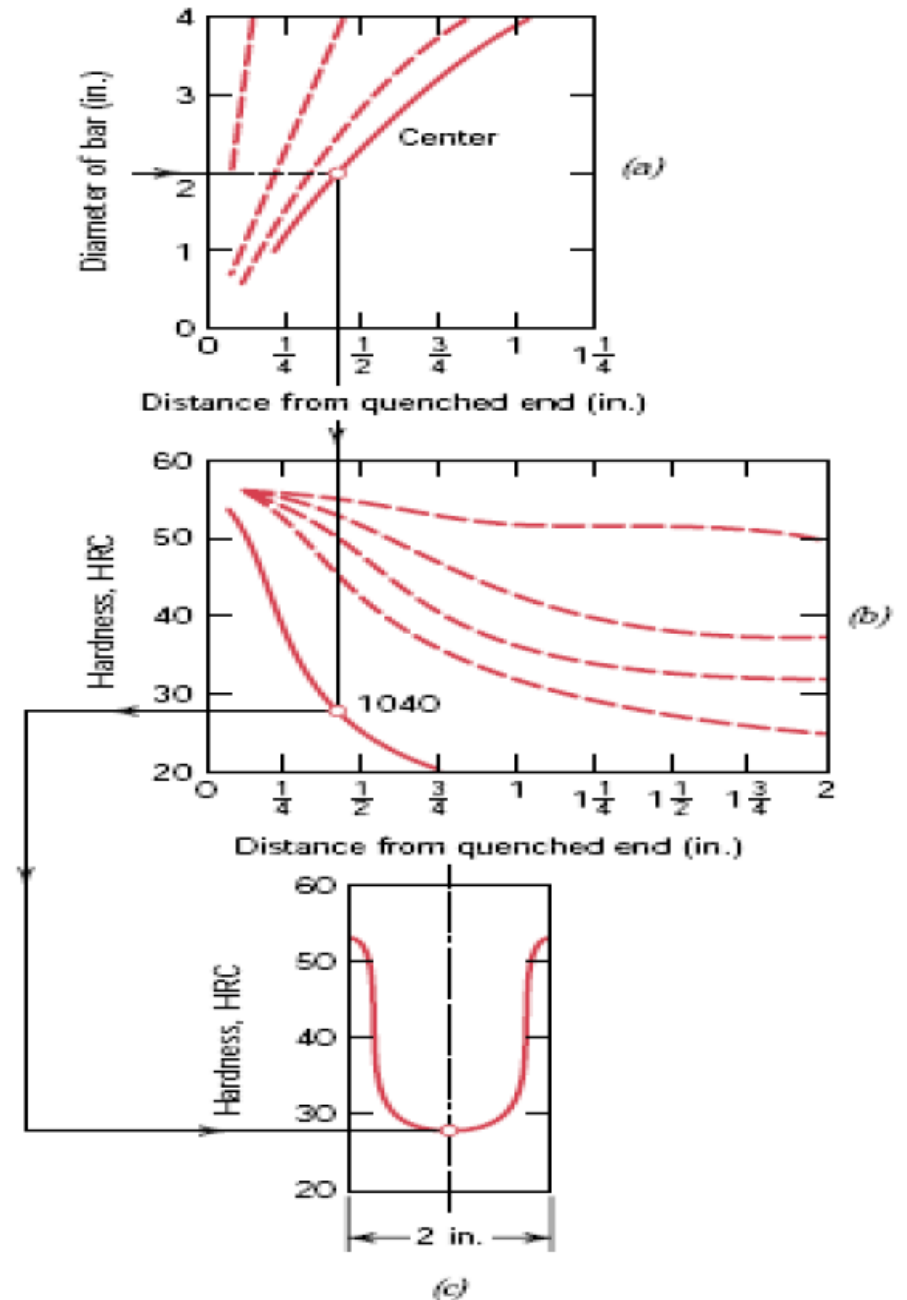 4
3
2
1
0
Diameter of bar (in.)
Center
(a)
0 1/4 1/2 3/4 1 1 1/4
Distance from quenched end (in.)
60
50
40
30
20
Hardness, HRC
(b)
1040
0 1/4 1/2 3/4 1 1 1/4 1 1/2 1 3/4 2
Distance from quenched end (in.)
60
50
40
30
20
Hardness, HRC
2 in.
(c)